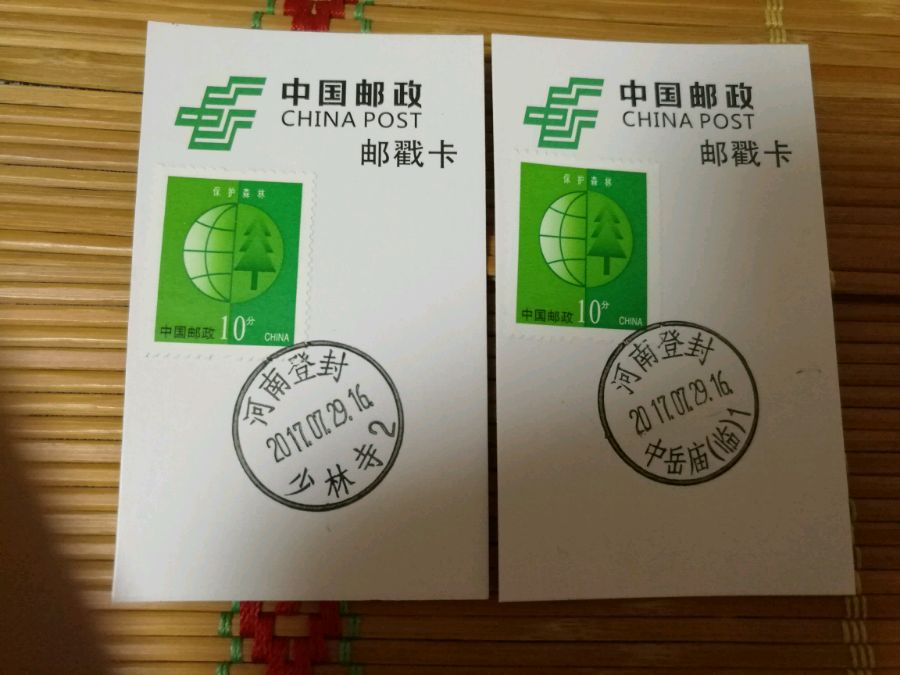 中国邮政
CHINA POST
邮戳卡
保护森林
中国邮政 10分 CHINA
河南登封
2017.07.29.16
少林寺2
中国邮政
CHINA POST
邮戳卡
保护森林
中国邮政 10分 CHINA
河南登封
2017.07.29.16
中岳庙(临)1